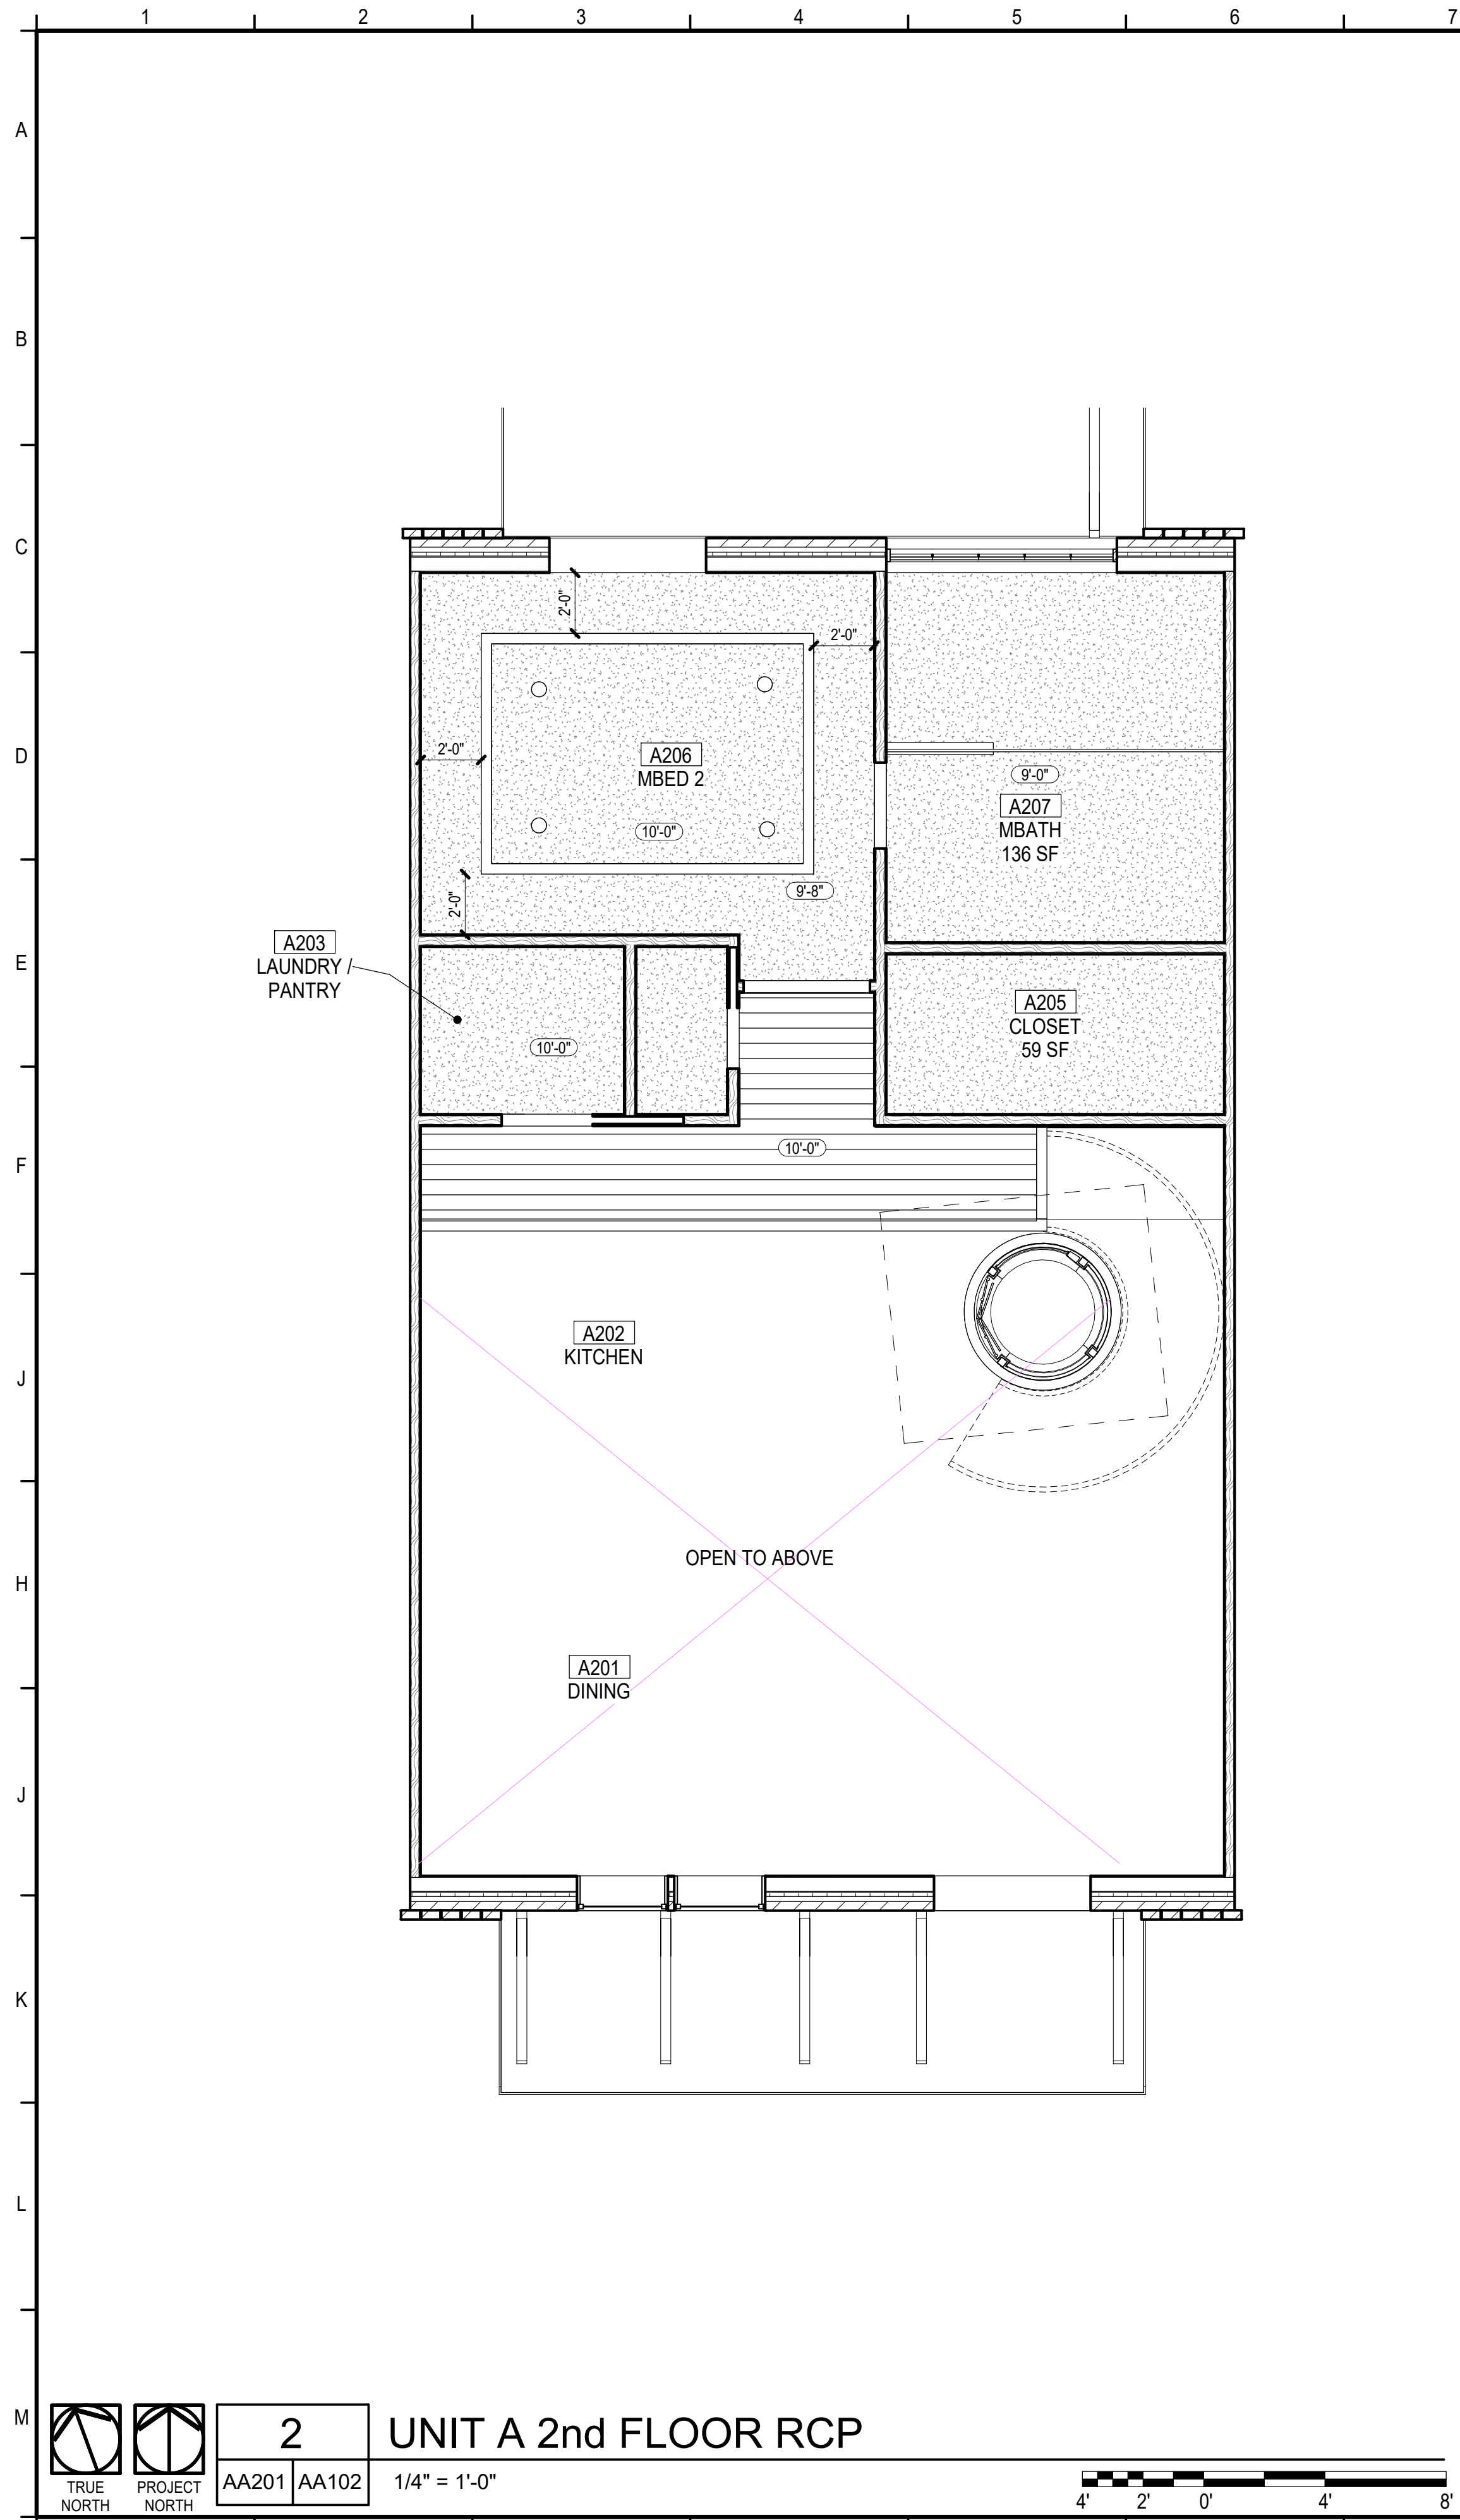 1 2 3 4 5 6 7
A
B
C
2'-0"
2'-0"
D
2'-0"
A206
MBED 2
10'-0"
9'-0"
A207
MBATH
136 SF
9'-8"
2'-0"
A203
LAUNDRY /
PANTRY
E
10'-0"
A205
CLOSET
59 SF
F
10'-0"
A202
KITCHEN
J
OPEN TO ABOVE
H
A201
DINING
J
K
L
M
TRUE
NORTH
PROJECT
NORTH
2
AA201 AA102
UNIT A 2nd FLOOR RCP
1/4" = 1'-0"
4' 2' 0' 4' 8'